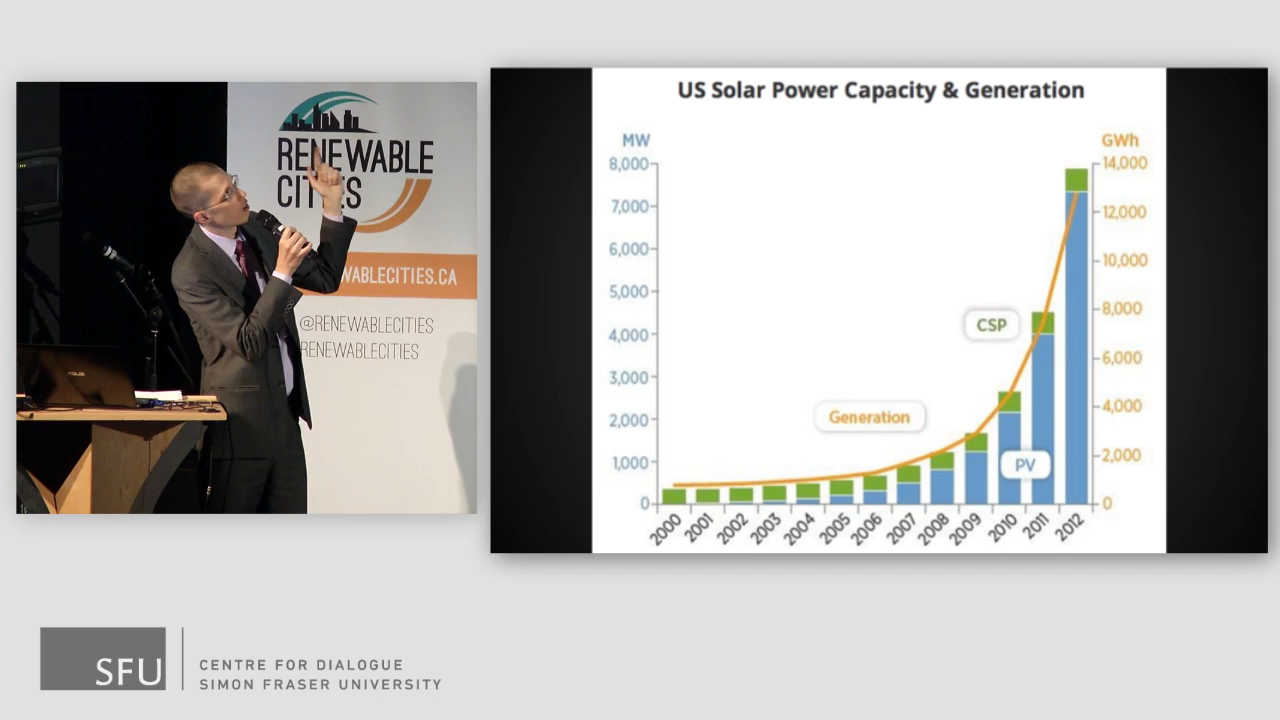 RENEWABLE
CITIES
WABLECITIES.CA
@RENEWABLECITIES
RENEWABLECITIES
ASUS
US Solar Power Capacity & Generation
MW
GWh
8,000
7,000
6,000
5,000
4,000
3,000
2,000
1,000
0
14,000
12,000
10,000
8,000
6,000
4,000
2,000
0
CSP
Generation
PV
2000 2001 2002 2003 2004 2005 2006 2007 2008 2009 2010 2011 2012
SFU
CENTRE FOR DIALOGUE
SIMON FRASER UNIVERSITY